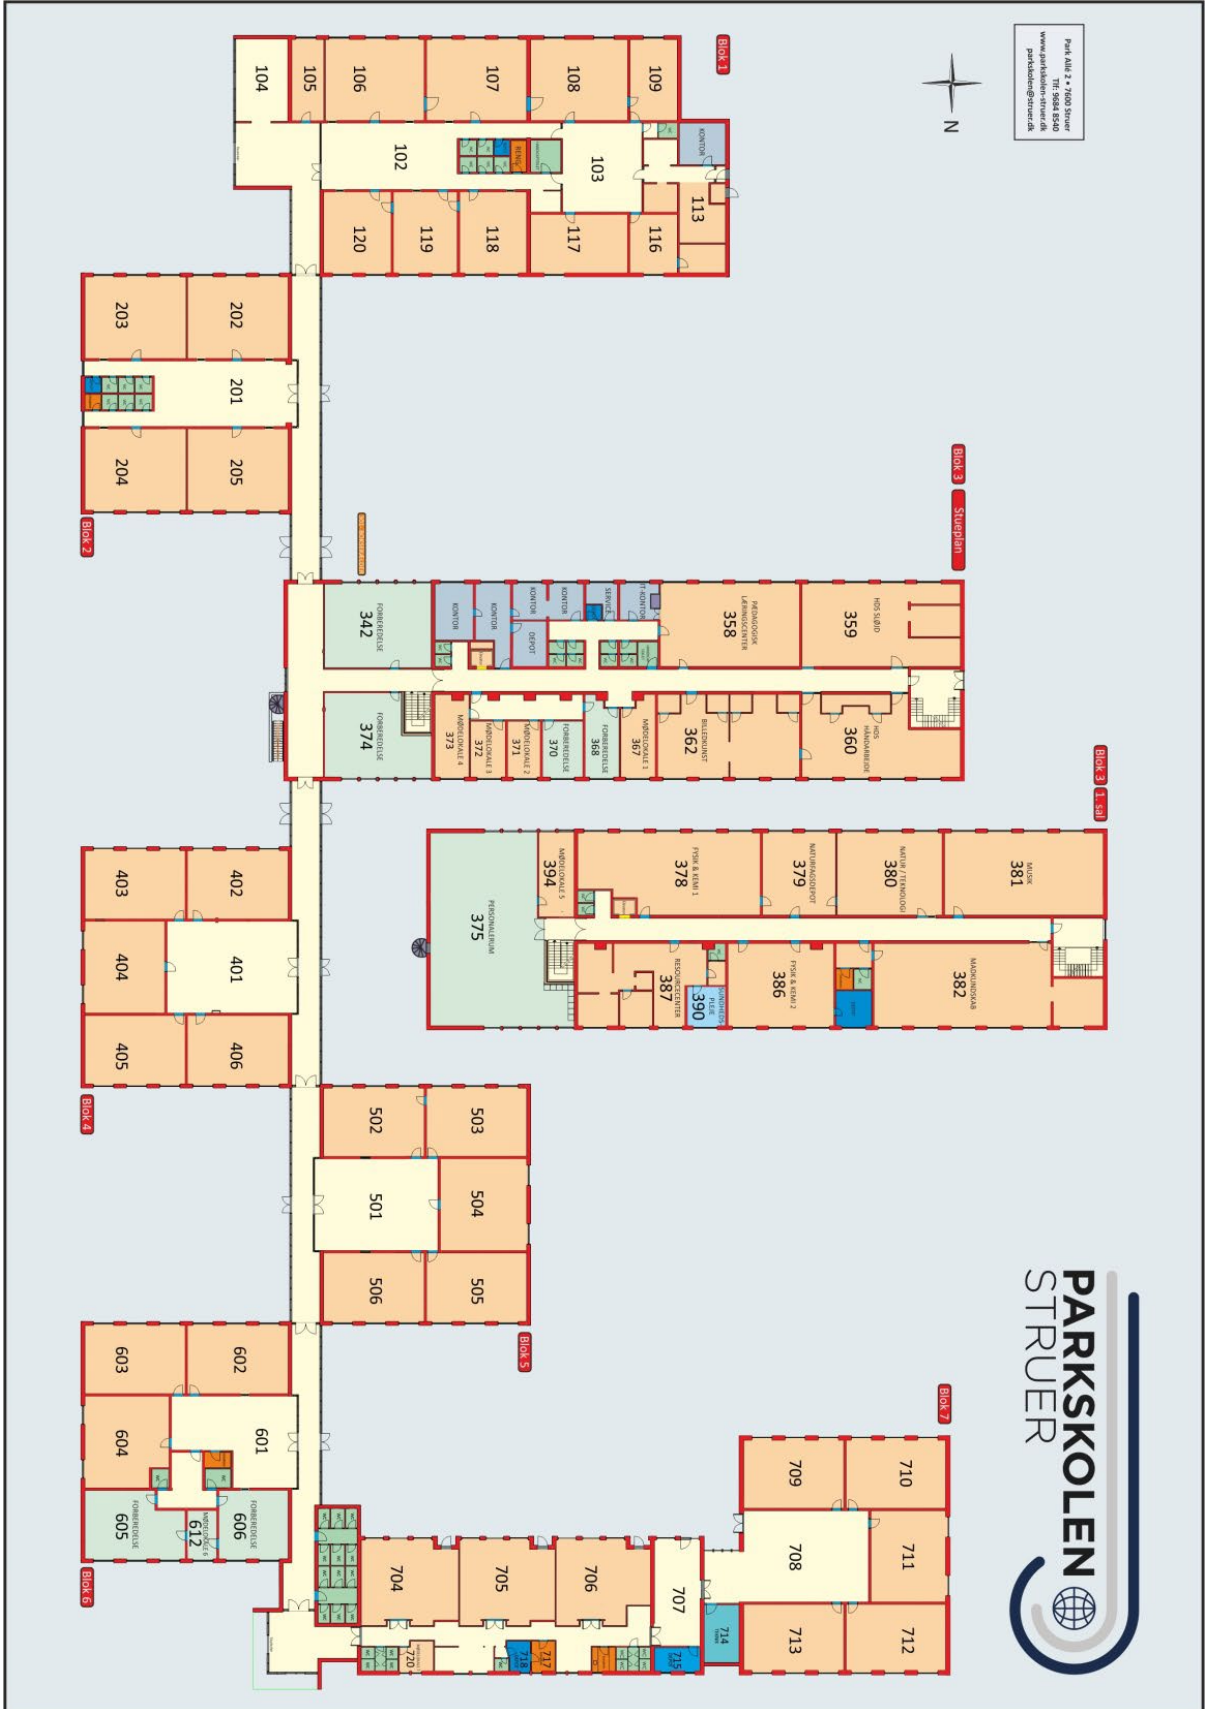 Park Allé 2 • 7600 Struer
Tlf: 9684 8540
www.parkskolen-struer.dk
parkskolen@struer.dk
N
PARKSKOLEN
STRUER
Blok 1
109
108
107
106
105
104
KONTOR
103
RENG.
102
113
116
117
118
119
120
Blok 2
202
203
201
205
204
Blok 3
Stueplan
HDS SLØJD
359
PÆDAGOGISK
LÆRINGSCENTER
358
IT-KONTOR
SERVICE
KONTOR
KONTOR
DEPOT
KONTOR
KONTOR
FORBEREDELSE
342
HDS
HÅNDARBEJDE
360
BILLEDKUNST
362
MØDELOKALE 1
367
FORBEREDELSE
368
FORBEREDELSE
370
MØDELOKALE 2
371
MØDELOKALE 3
372
MØDELOKALE 4
373
FORBEREDELSE
374
Blok 3
1. sal
MUSIK
381
NATUR / TEKNOLOGI
380
NATURFAGSDEPOT
379
FYSIK & KEMI 1
378
MØDELOKALE 5
394
PERSONALERUM
375
MADKUNDSKAB
382
FYSIK & KEMI 2
386
SUNDHEDS-
PLEJE
390
RESOURCECENTER
387
Blok 4
402
403
401
404
406
405
Blok 5
503
502
504
501
505
506
Blok 6
602
603
601
604
FORBEREDELSE
606
MØDELOKALE 6
612
FORBEREDELSE
605
Blok 7
710
709
711
708
712
713
714
707
715
706
705
704
717
718
720